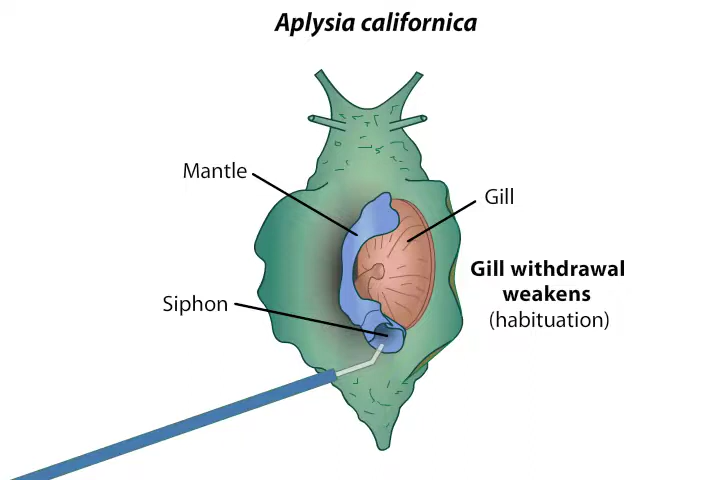 Aplysia californica
Mantle
Gill
Gill withdrawal
weakens
(habituation)
Siphon